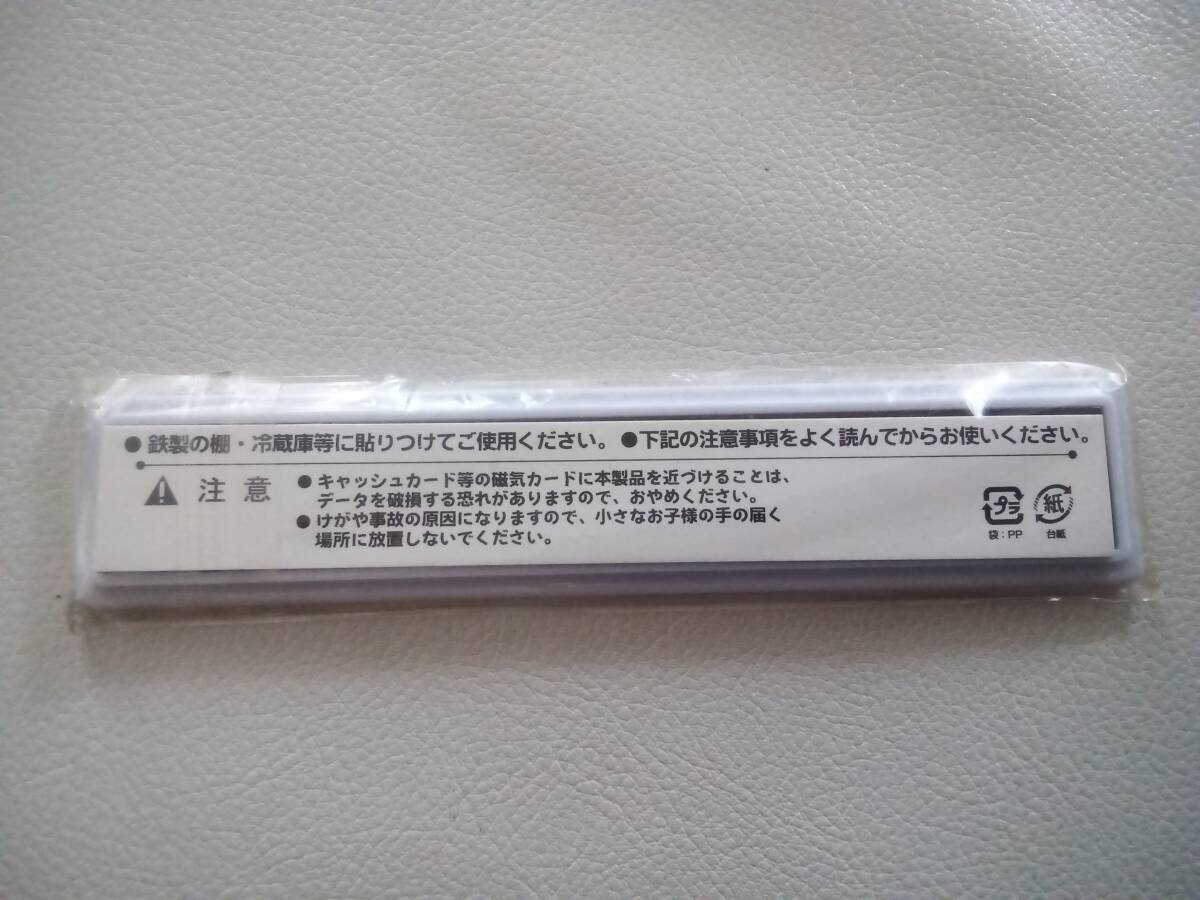 ●鉄製の棚・冷蔵庫等に貼りつけてご使用ください。●下記の注意事項をよく読んでからお使いください。
注意
●キャッシュカード等の磁気カードに本製品を近づけることは、
データを破損する恐れがありますので、おやめください。
●けがや事故の原因になりますので、小さなお子様の手の届く
場所に放置しないでください。
プラ 紙
袋:PP 台紙